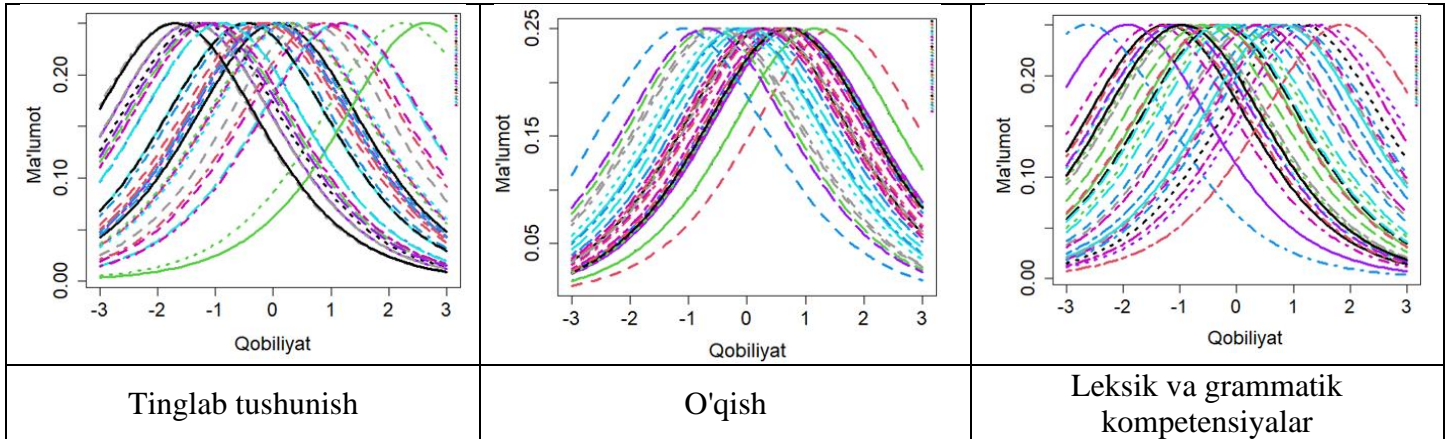 Ma'lumot
0.00 0.10 0.20
-3 -2 -1 0 1 2 3
Qobiliyat
Ma'lumot
0.05 0.15 0.25
-3 -2 -1 0 1 2 3
Qobiliyat
Ma'lumot
0.00 0.10 0.20
-3 -2 -1 0 1 2 3
Qobiliyat
Tinglab tushunish
O'qish
Leksik va grammatik
kompetensiyalar